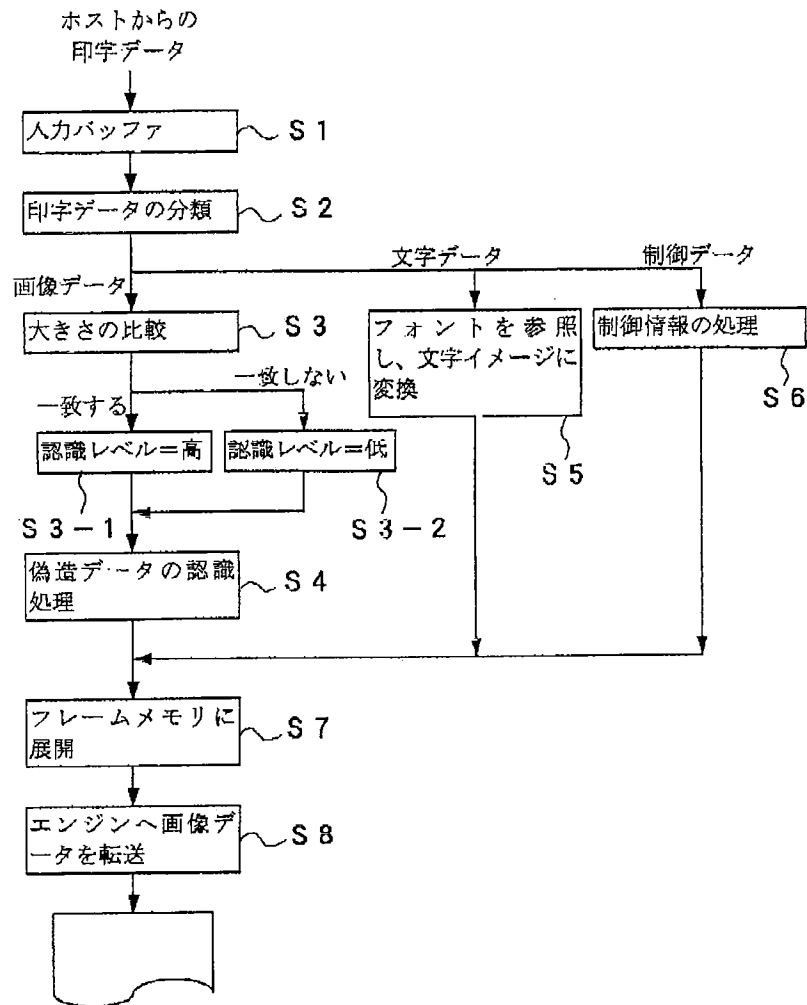 ホストからの
印字データ
入力バッファ
S1
印字データの分類
S2
文字データ
制御データ
画像データ
大きさの比較
S3
フォントを参照
し、文字イメージに
変換
S5
制御情報の処理
S6
一致しない
一致する
認識レベル=高
S3-1
認識レベル=低
S3-2
偽造データの認識
処理
S4
フレームメモリに
展開
S7
エンジンへ画像デ
ータを転送
S8